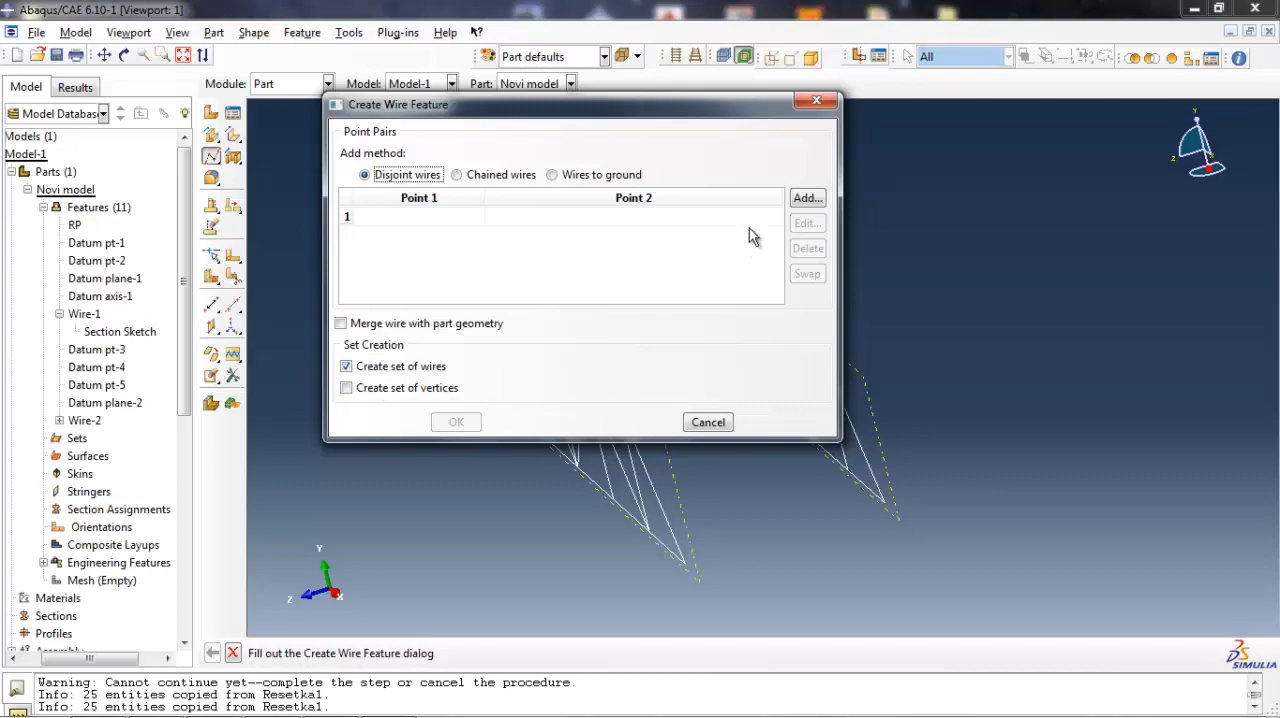 Abaqus/CAE 6.10-1 [Viewport: 1]
File Model Viewport View Part Shape Feature Tools Plug-ins Help
Part defaults
All
Model Results
Module: Part Model: Model-1 Part: Novi model
Model Databas
Models (1)
Model-1
Parts (1)
Novi model
Features (11)
RP
Datum pt-1
Datum pt-2
Datum plane-1
Datum axis-1
Wire-1
Section Sketch
Datum pt-3
Datum pt-4
Datum pt-5
Datum plane-2
Wire-2
Sets
Surfaces
Skins
Stringers
Section Assignments
Orientations
Composite Layups
Engineering Features
Mesh (Empty)
Materials
Sections
Profiles
Create Wire Feature
Point Pairs
Add method:
Disjoint wires Chained wires Wires to ground
Point 1 Point 2
1
Add...
Edit...
Delete
Swap
Merge wire with part geometry
Set Creation
Create set of wires
Create set of vertices
OK Cancel
Y
Z
X
Y
Z
X
Fill out the Create Wire Feature dialog
SIMULIA
Warning: Cannot continue yet--complete the step or cancel the procedure.
Info: 25 entities copied from Resetka1.
Info: 25 entities copied from Resetka1.